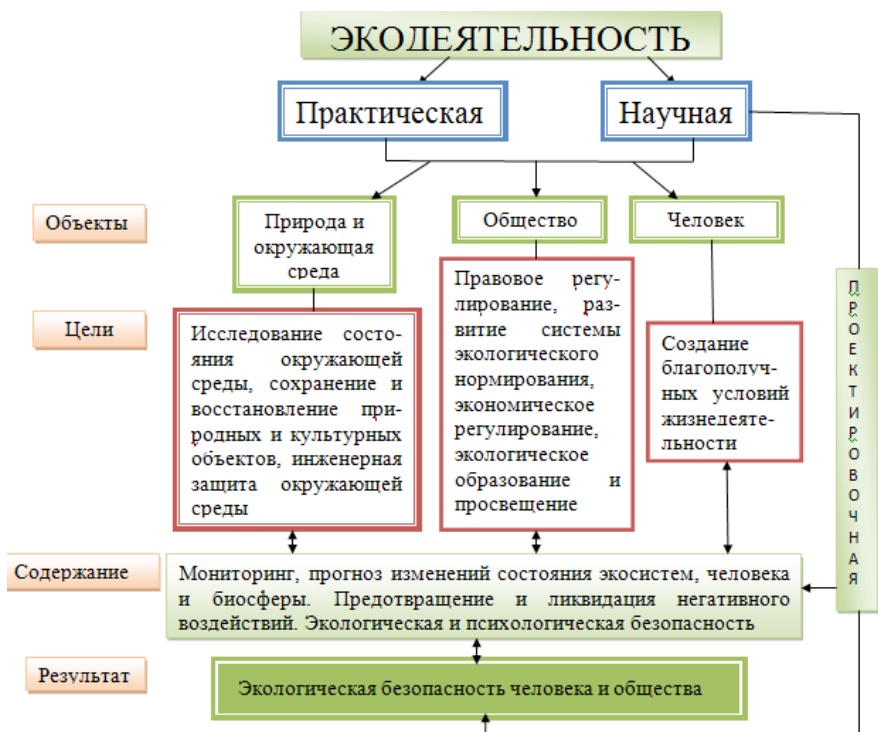 ЭКОДЕЯТЕЛЬНОСТЬ
Практическая
Научная
Объекты
Природа и
окружающая
среда
Общество
Человек
Цели
Исследование состо-
яния окружающей
среды, сохранение и
восстановление при-
родных и культурных
объектов, инженерная
защита окружающей
среды
Правовое регу-
лирование, раз-
витие системы
экологического
нормирования,
экономическое
регулирование,
экологическое
образование и
просвещение
Создание
благополуч-
ных условий
жизнедеяте-
льности
ПРОЕКТИРОВОЧНАЯ
Содержание
Мониторинг, прогноз изменений состояния экосистем, человека
и биосферы. Предотвращение и ликвидация негативного
воздействий. Экологическая и психологическая безопасность
Результат
Экологическая безопасность человека и общества